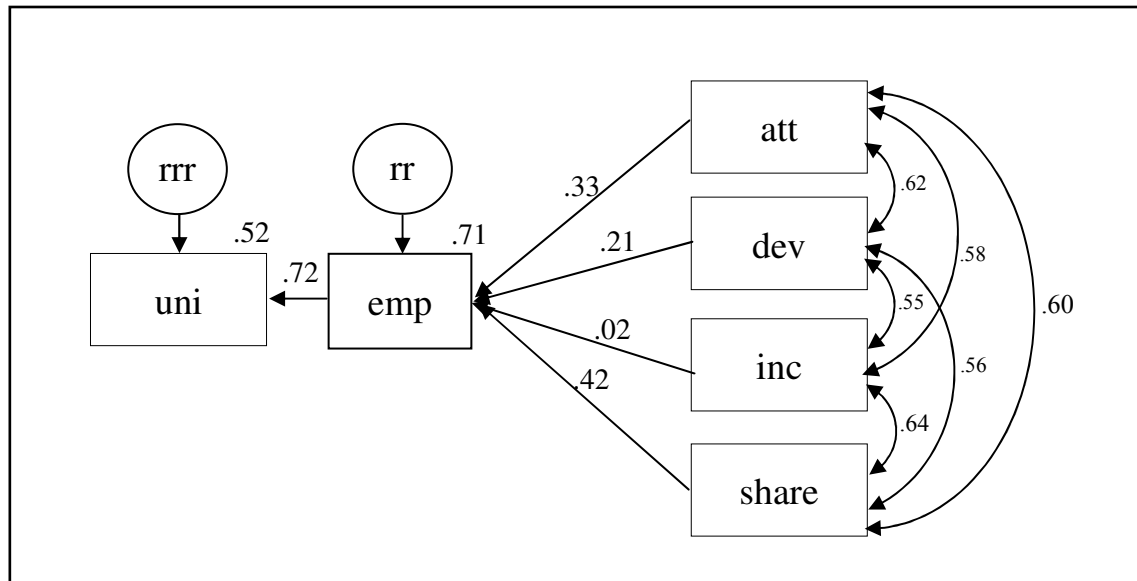 att
rrr
rr
.62
.33
.52
.71
.21
dev
.58
.72
uni
emp
.55
.60
.02
inc
.56
.42
.64
share